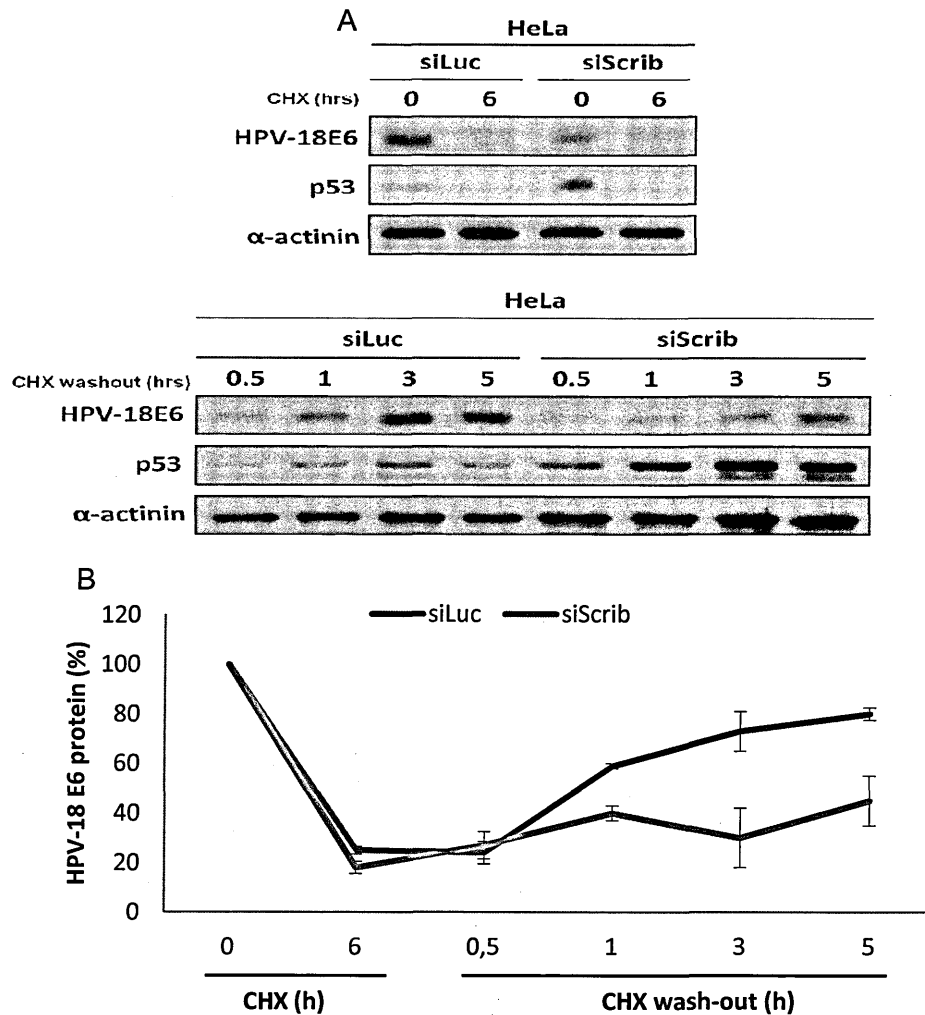 A
HeLa
siLuc siScrib
CHX (hrs) 0 6 0 6
HPV-18E6
p53
α-actinin
HeLa
siLuc siScrib
CHX washout (hrs) 0.5 1 3 5 0.5 1 3 5
HPV-18E6
p53
α-actinin
B
siLuc siScrib
HPV-18 E6 protein (%)
120
100
80
60
40
20
0
0 6 0,5 1 3 5
CHX (h) CHX wash-out (h)